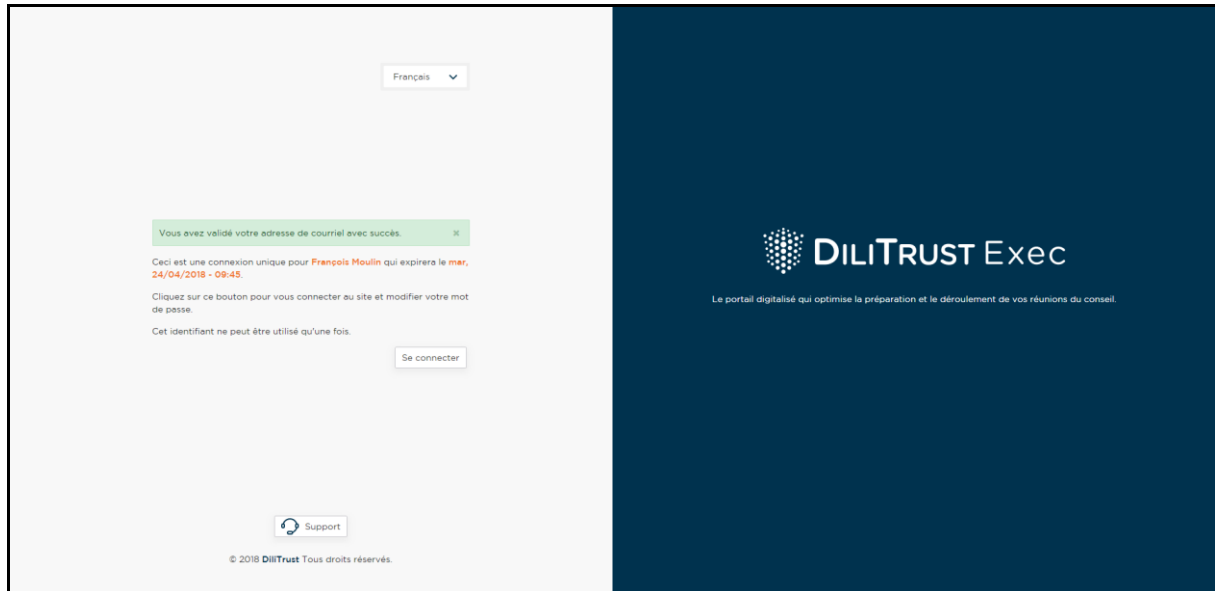 Français
Vous avez validé votre adresse de courriel avec succès. ×
Ceci est une connexion unique pour François Moulin qui expirera le mar,
24/04/2018 - 09:45.
Cliquez sur ce bouton pour vous connecter au site et modifier votre mot
de passe.
Cet identifiant ne peut être utilisé qu'une fois.
Se connecter
Support
© 2018 DiliTrust Tous droits réservés.
DILITRUST Exec
Le portail digitalisé qui optimise la préparation et le déroulement de vos réunions du conseil.